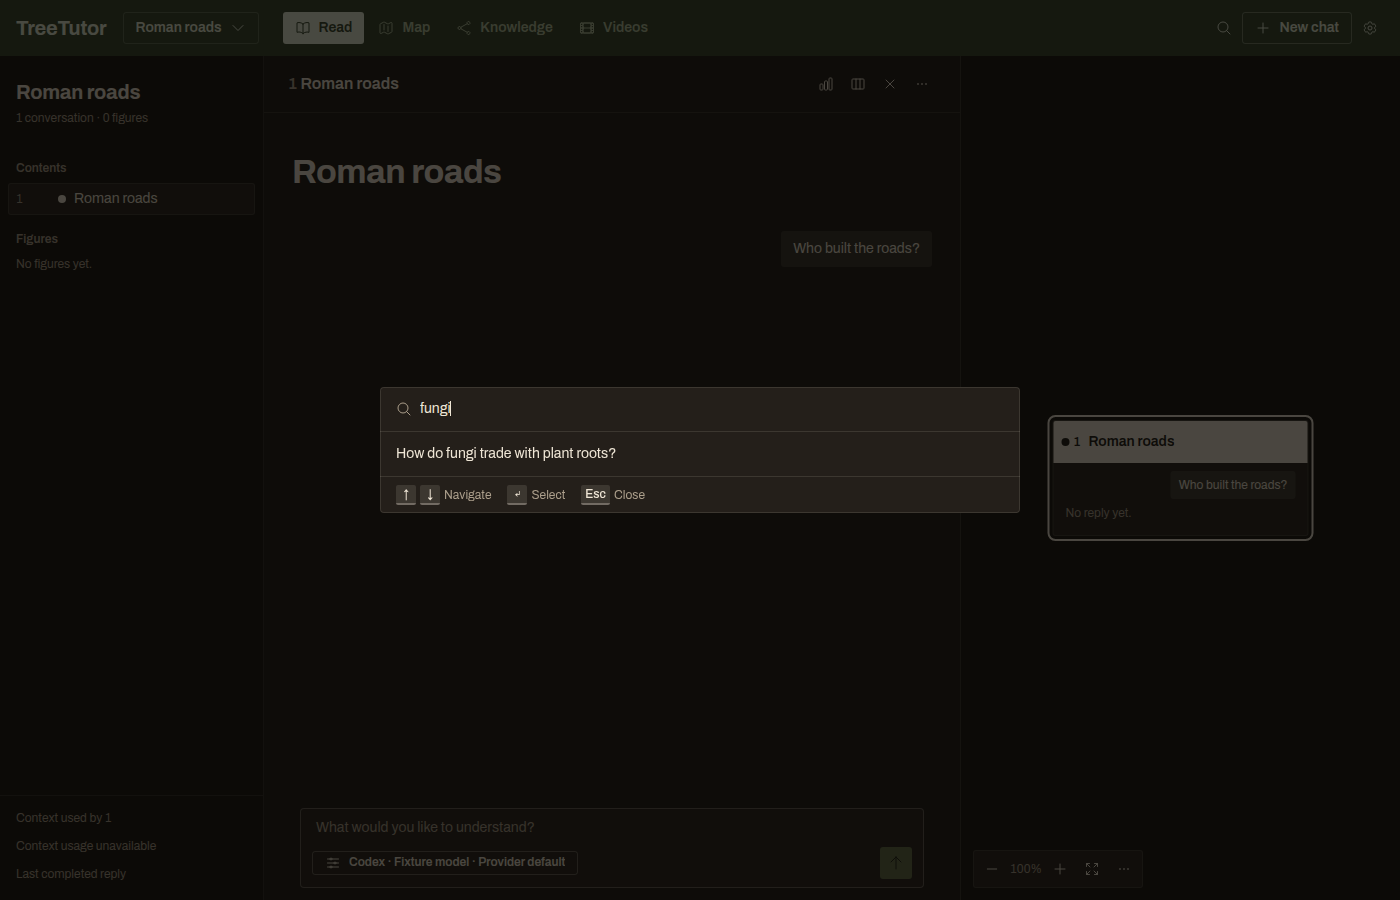 TreeTutor
Roman roads
Read
Map
Knowledge
Videos
New chat
Roman roads
1 conversation · 0 figures
Contents
1 Roman roads
Figures
No figures yet.
1 Roman roads
Roman roads
Who built the roads?
fungi
How do fungi trade with plant roots?
↑ ↓ Navigate ↵ Select Esc Close
1 Roman roads
Who built the roads?
No reply yet.
Context used by 1
Context usage unavailable
Last completed reply
What would you like to understand?
Codex · Fixture model · Provider default
100%